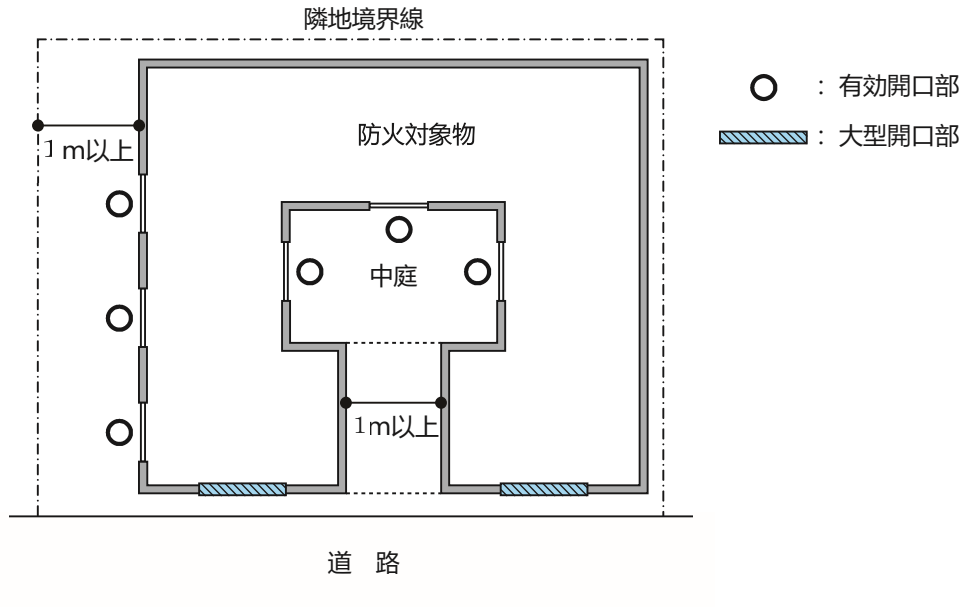 隣地境界線
: 有効開口部
1m以上
防火対象物
: 大型開口部
中庭
1m以上
道 路